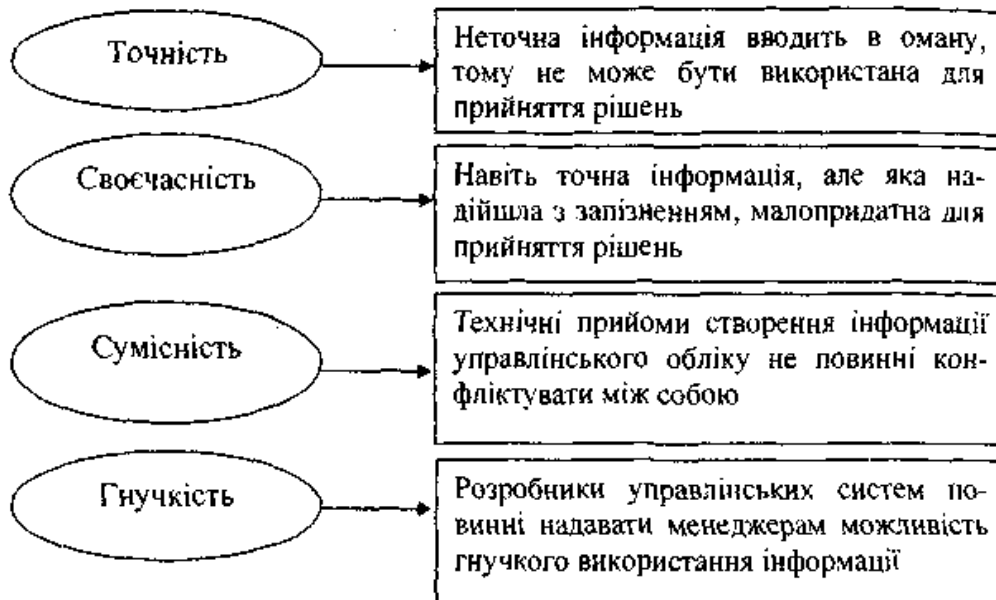 Точність
Неточна інформація вводить в оману,
тому не може бути використана для
прийняття рішень
Своєчасність
Навіть точна інформація, але яка на-
дійшла з запізненням, малопридатна для
прийняття рішень
Сумісність
Технічні прийоми створення інформації
управлінського обліку не повинні кон-
фліктувати між собою
Гнучкість
Розробники управлінських систем по-
винні надавати менеджерам можливість
гнучкого використання інформації